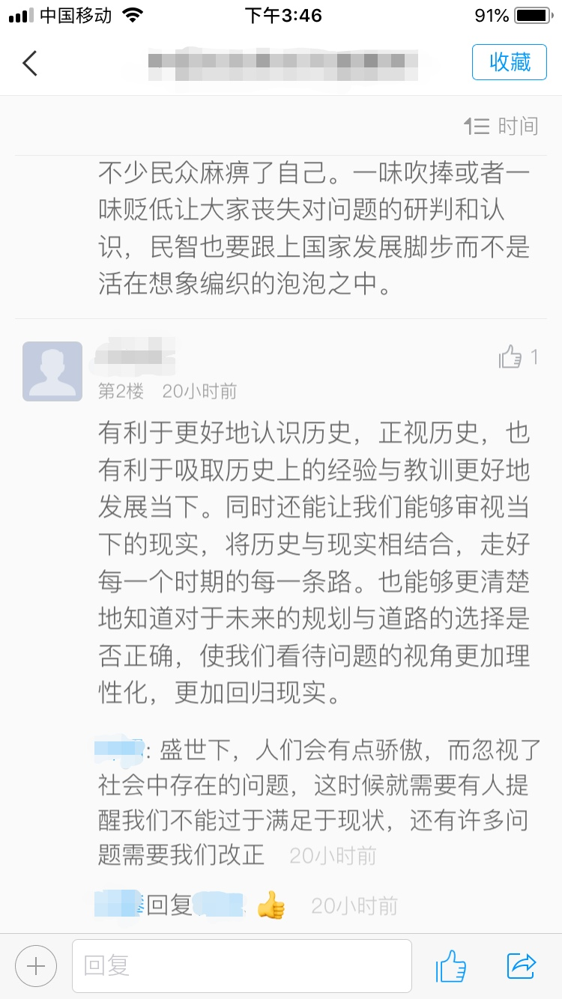 中国移动 下午3:46 91%
收藏
时间
不少民众麻痹了自己。一味吹捧或者一
味贬低让大家丧失对问题的研判和认
识，民智也要跟上国家发展脚步而不是
活在想象编织的泡泡之中。
1
第2楼 20小时前
有利于更好地认识历史，正视历史，也
有利于吸取历史上的经验与教训更好地
发展当下。同时还能让我们能够审视当
下的现实，将历史与现实相结合，走好
每一个时期的每一条路。也能够更清楚
地知道对于未来的规划与道路的选择是
否正确，使我们看待问题的视角更加理
性化，更加回归现实。
: 盛世下，人们会有点骄傲，而忽视了
社会中存在的问题，这时候就需要有人提
醒我们不能过于满足于现状，还有许多问
题需要我们改正 20小时前
回复 👍 20小时前
回复